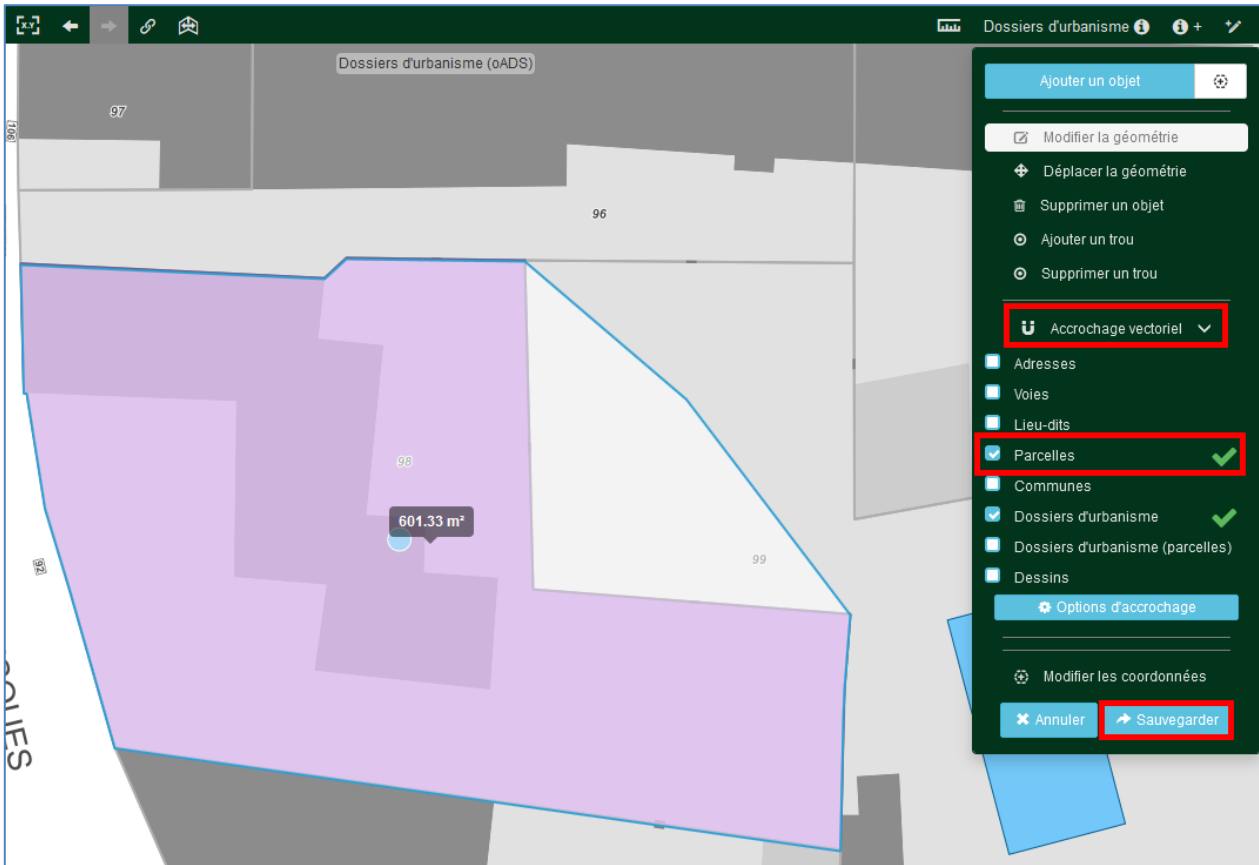 [X.Y]
Dossiers d'urbanisme
+
Dossiers d'urbanisme (oADS)
Ajouter un objet
Modifier la géométrie
Déplacer la géométrie
Supprimer un objet
Ajouter un trou
Supprimer un trou
Accrochage vectoriel
Adresses
Voies
Lieu-dits
Parcelles
Communes
Dossiers d'urbanisme
Dossiers d'urbanisme (parcelles)
Dessins
Options d'accrochage
Modifier les coordonnées
Annuler
Sauvegarder
97
106
96
98
601.33 m²
99
92